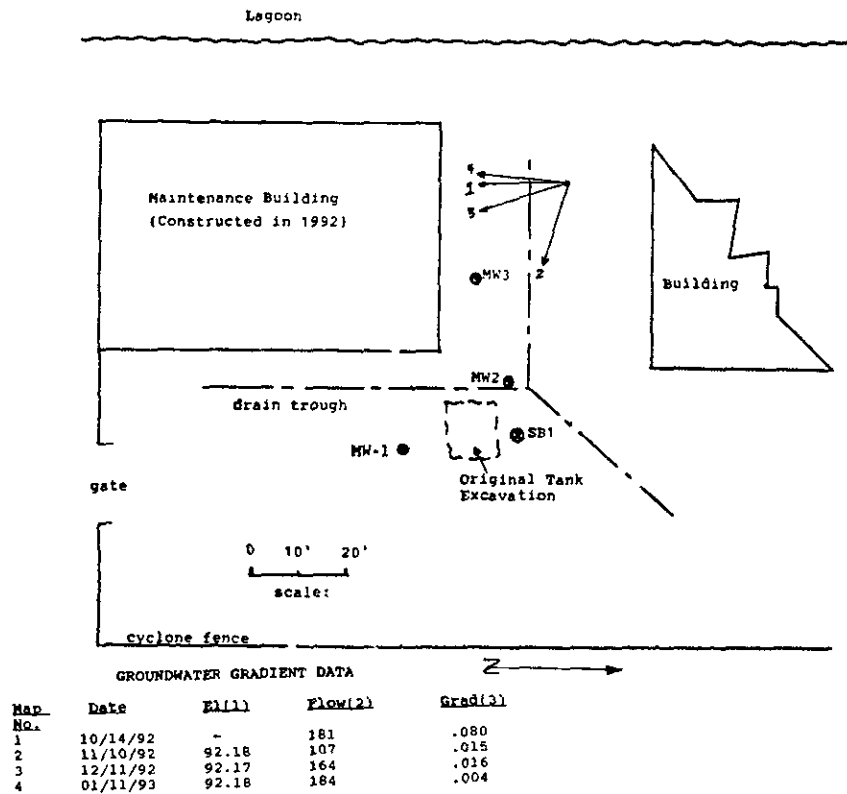 Lagoon
Maintenance Building
(Constructed in 1992)
4
1
3
2
MW3
Building
MW2
drain trough
SB1
MW-1
Original Tank
Excavation
gate
0 10' 20'
scale:
cyclone fence
N
GROUNDWATER GRADIENT DATA
Map No. Date El(1) Flow(2) Grad(3)
1 10/14/92 - 181 .080
2 11/10/92 92.18 107 .015
3 12/11/92 92.17 164 .016
4 01/11/93 92.18 184 .004